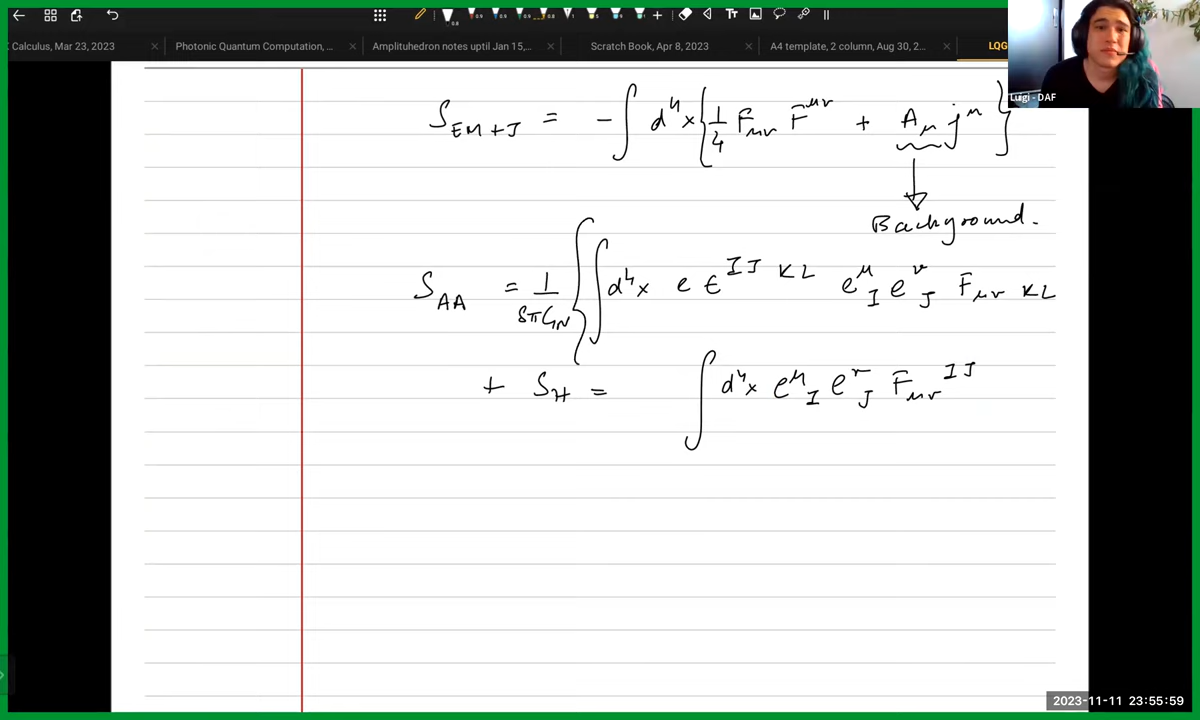 Calculus, Mar 23, 2023 × Photonic Quantum Computation, ... × Amplituhedron notes uptil Jan 15,... × Scratch Book, Apr 8, 2023 × A4 template, 2 column, Aug 30, 2... × LQG
Luigi - DAF
S_{EM+J} = - ∫ d⁴x { 1/4 F_{μν} F^{μν} + A_μ j^μ }
Background.
S_{AA} = 1/8πG_N { ∫ d⁴x e ε^{IJ KL} e^μ_I e^ν_J F_{μν KL}
+ S_H = ∫ d⁴x e^μ_I e^ν_J F_{μν}^{IJ}
2023-11-11 23:55:59